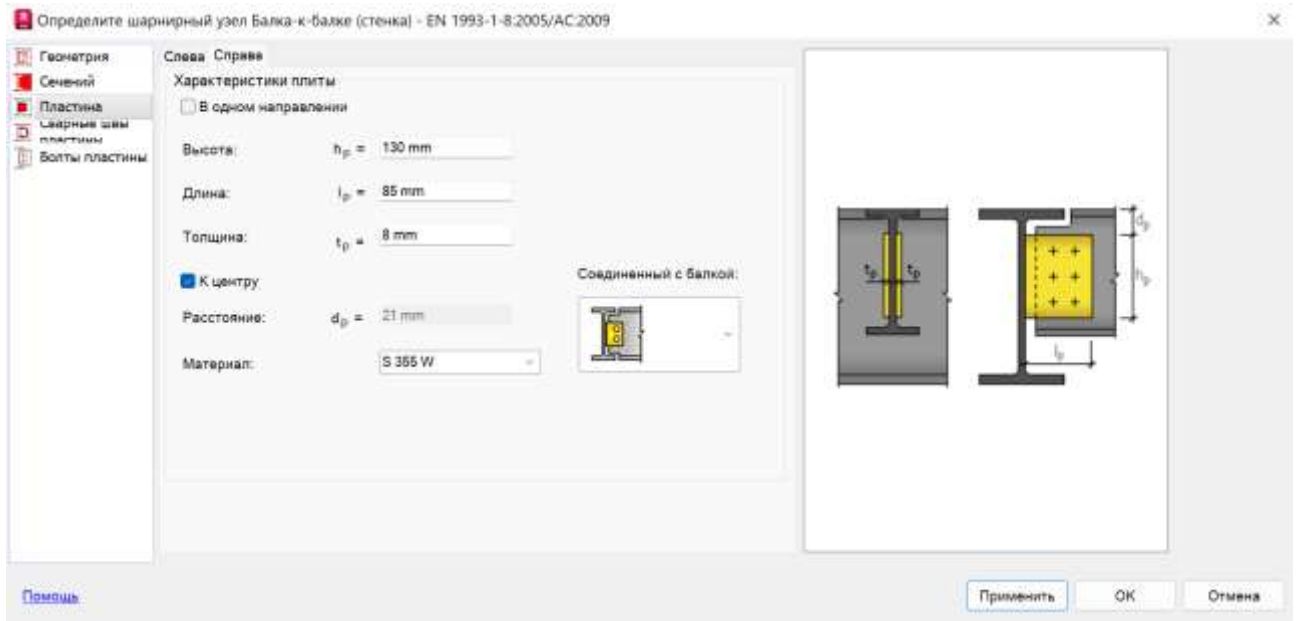 Определите шарнирный узел Балка-к-балке (стенка) - EN 1993-1-8:2005/AC:2009
Геометрия
Сечений
Пластина
Сварные швы
пластины
Болты пластины
Слева Справа
Характеристики плиты
В одном направлении
Высота: hp = 130 mm
Длина: lp = 85 mm
Толщина: tp = 8 mm
К центру
Соединенный с балкой:
Расстояние: dp = 21 mm
Материал: S 355 W
tp tp
dp
hp
lp
Помощь
Применить OK Отмена